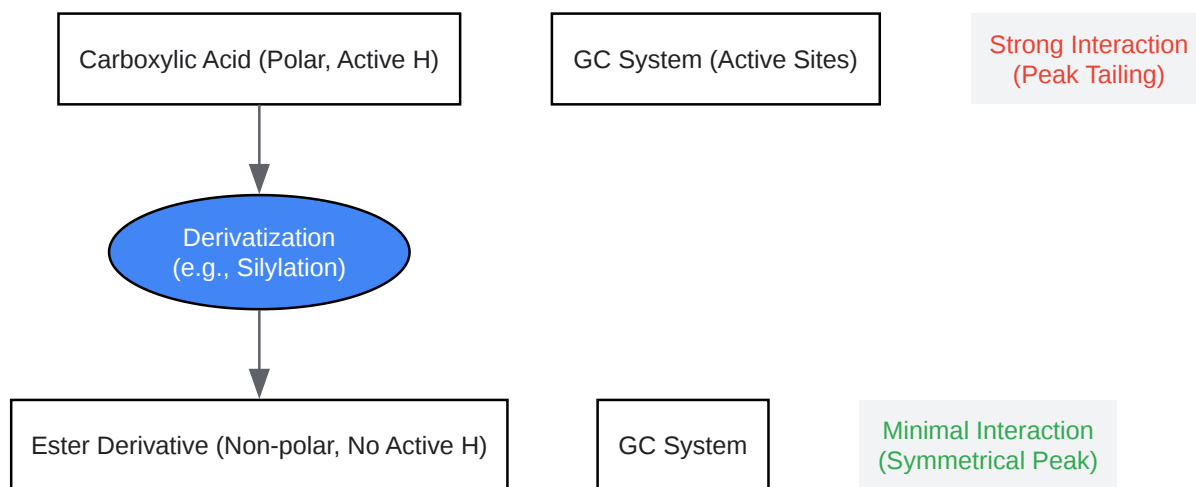 Carboxylic Acid (Polar, Active H)
GC System (Active Sites)
Strong Interaction
(Peak Tailing)
Derivatization
(e.g., Silylation)
Ester Derivative (Non-polar, No Active H)
GC System
Minimal Interaction
(Symmetrical Peak)